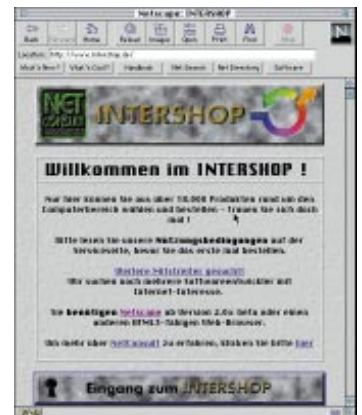 Netscape: INTERSHOP
Back Home Reload Images Open Print Find
Location: http://www.intershop.de/
What's New? What's Cool? Handbook Net Search Net Directory Software
NET
CONSULT
INTERSHOP
Willkommen im INTERSHOP !
Nur hier können Sie aus über 10.000 Produkten rund um den
Computerbereich wählen und bestellen - trauen Sie sich doch
mal !
Bitte lesen Sie unsere Nutzungsbedingungen auf der
Serviceseite, bevor Sie das erste mal bestellen.
Weitere Mitstreiter gesucht!
Wir suchen noch mehrere Softwareentwickler mit
Internet-Interesse.
Sie benötigen Netscape ab Version 2.0x beta oder einen
anderen HTML3-fähigen Web-Browser.
Um mehr über NetConsult zu erfahren, klicken Sie bitte hier
Eingang zum INTERSHOP